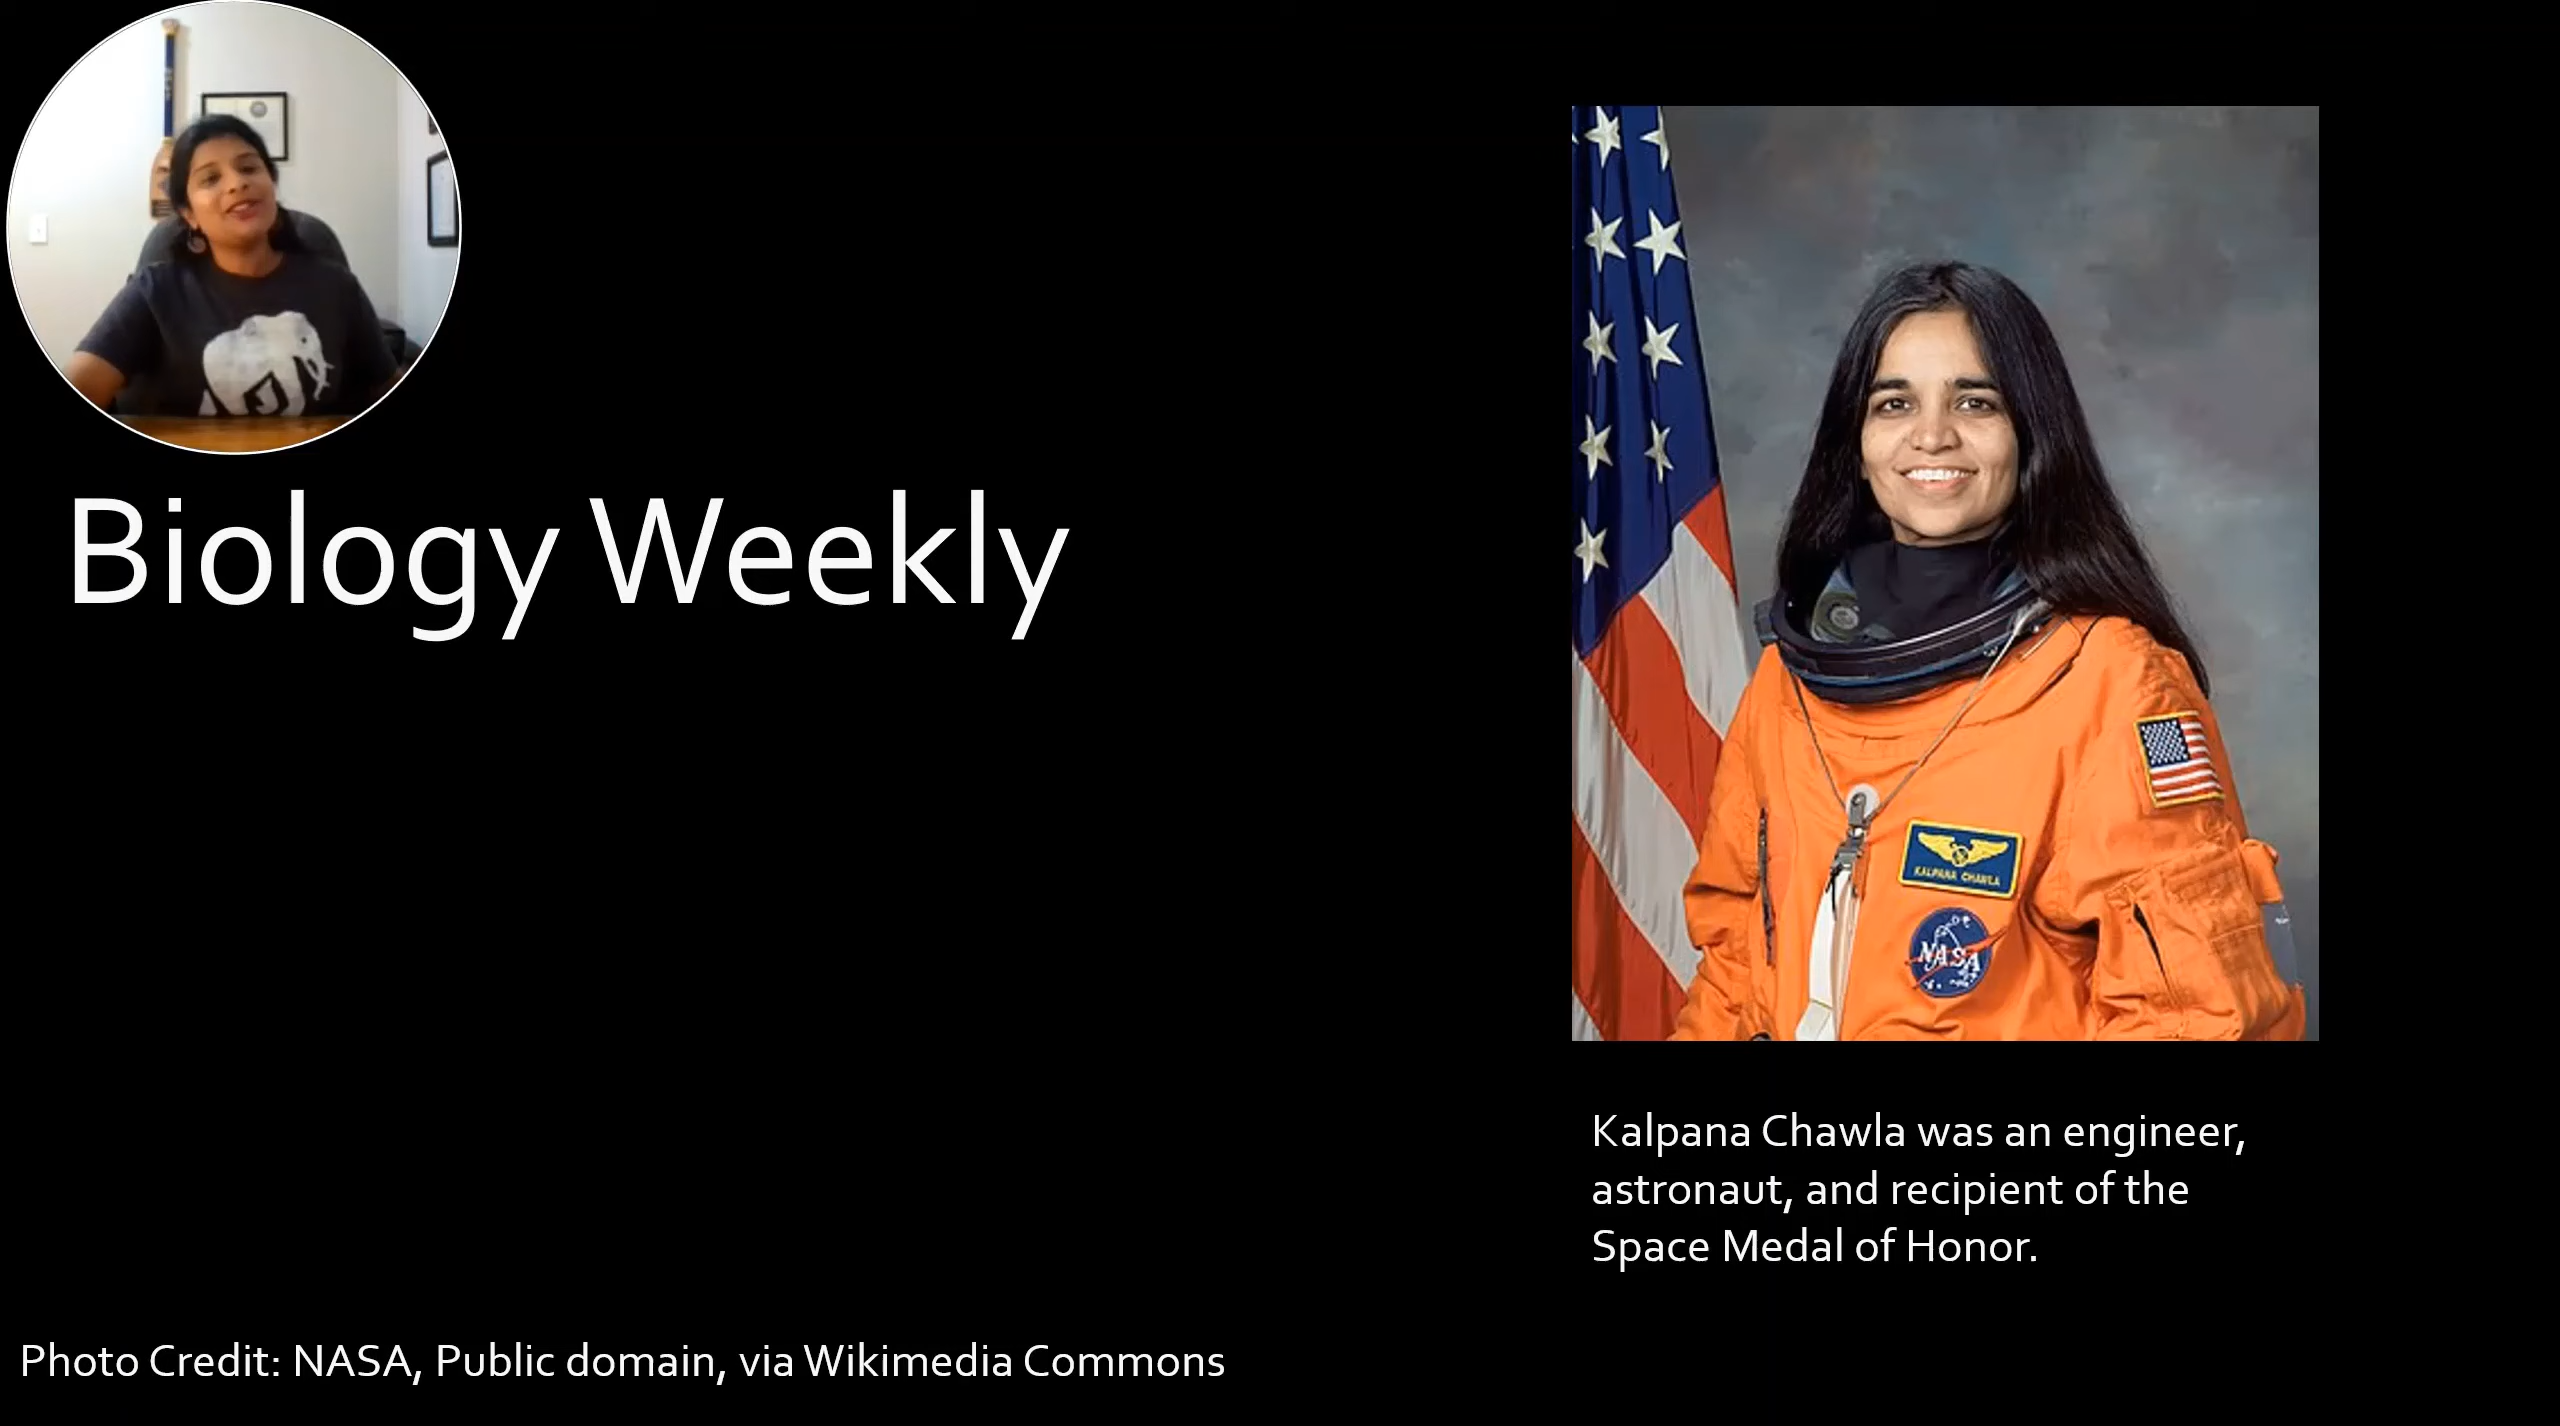 Biology Weekly
KALPANA CHAWLA
NASA
Kalpana Chawla was an engineer,
astronaut, and recipient of the
Space Medal of Honor.
Photo Credit: NASA, Public domain, via Wikimedia Commons